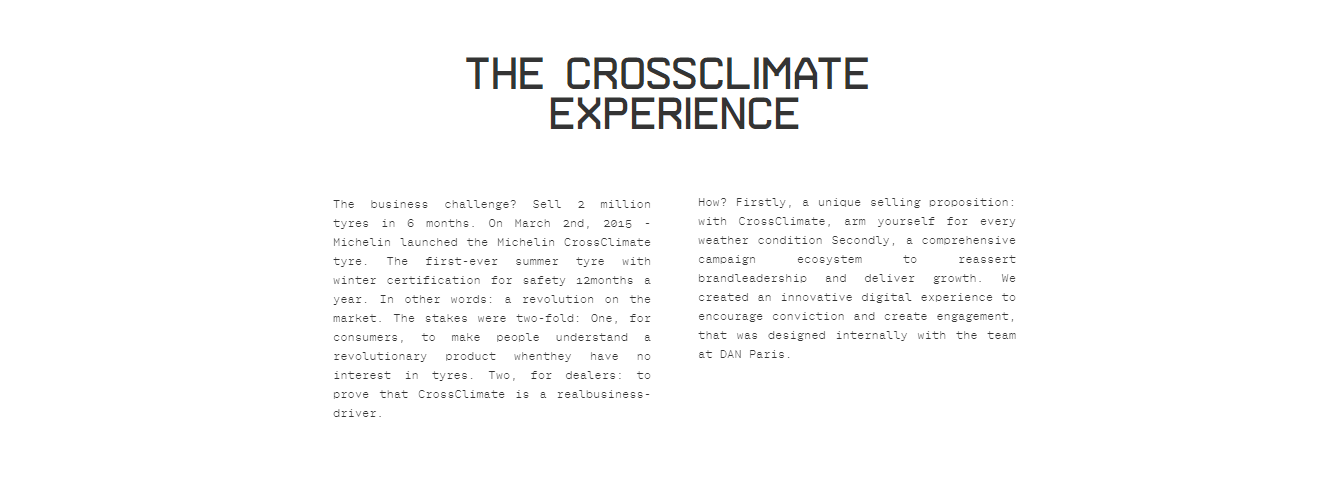 THE CROSSCLIMATE
EXPERIENCE
The business challenge? Sell 2 million
tyres in 6 months. On March 2nd, 2015 -
Michelin launched the Michelin CrossClimate
tyre. The first-ever summer tyre with
winter certification for safety 12months a
year. In other words: a revolution on the
market. The stakes were two-fold: One, for
consumers, to make people understand a
revolutionary product whenthey have no
interest in tyres. Two, for dealers: to
prove that CrossClimate is a realbusiness-
driver.
How? Firstly, a unique selling proposition:
with CrossClimate, arm yourself for every
weather condition Secondly, a comprehensive
campaign ecosystem to reassert
brandleadership and deliver growth. We
created an innovative digital experience to
encourage conviction and create engagement,
that was designed internally with the team
at DAN Paris.